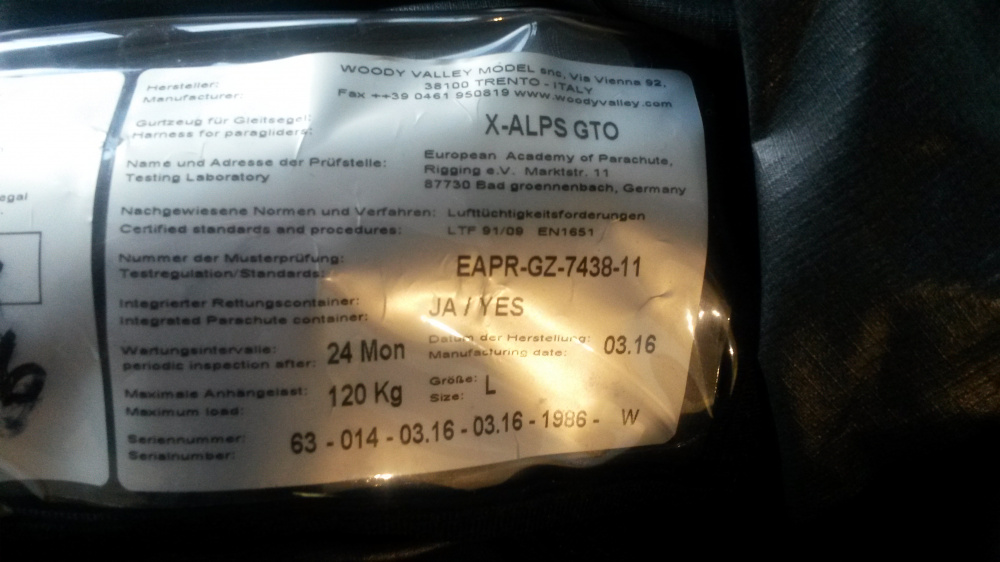 egal
Hersteller: WOODY VALLEY MODEL snc, Via Vienna 92,
Manufacturer: 38100 TRENTO - ITALY
Fax ++39 0461 950819 www.woodyvalley.com
Gurtzeug für Gleitsegel:
Harness for paragliders: X-ALPS GTO
Name und Adresse der Prüfstelle: European Academy of Parachute,
Testing Laboratory Rigging e.V. Marktstr. 11
87730 Bad groennenbach, Germany
Nachgewiesene Normen und Verfahren: Lufttüchtigkeitsforderungen
Certified standards and procedures: LTF 91/09 EN1651
Nummer der Musterprüfung: EAPR-GZ-7438-11
Testregulation/Standards:
Integrierter Rettungscontainer: JA / YES
Integrated Parachute container:
Wartungsintervalle: 24 Mon Datum der Herstellung: 03.16
periodic inspection after: Manufacturing date:
Maximale Anhängelast: 120 Kg Größe: L
Maximum load: Size:
Seriennummer: 63 - 014 - 03.16 - 03.16 - 1986 - W
Serialnumber: